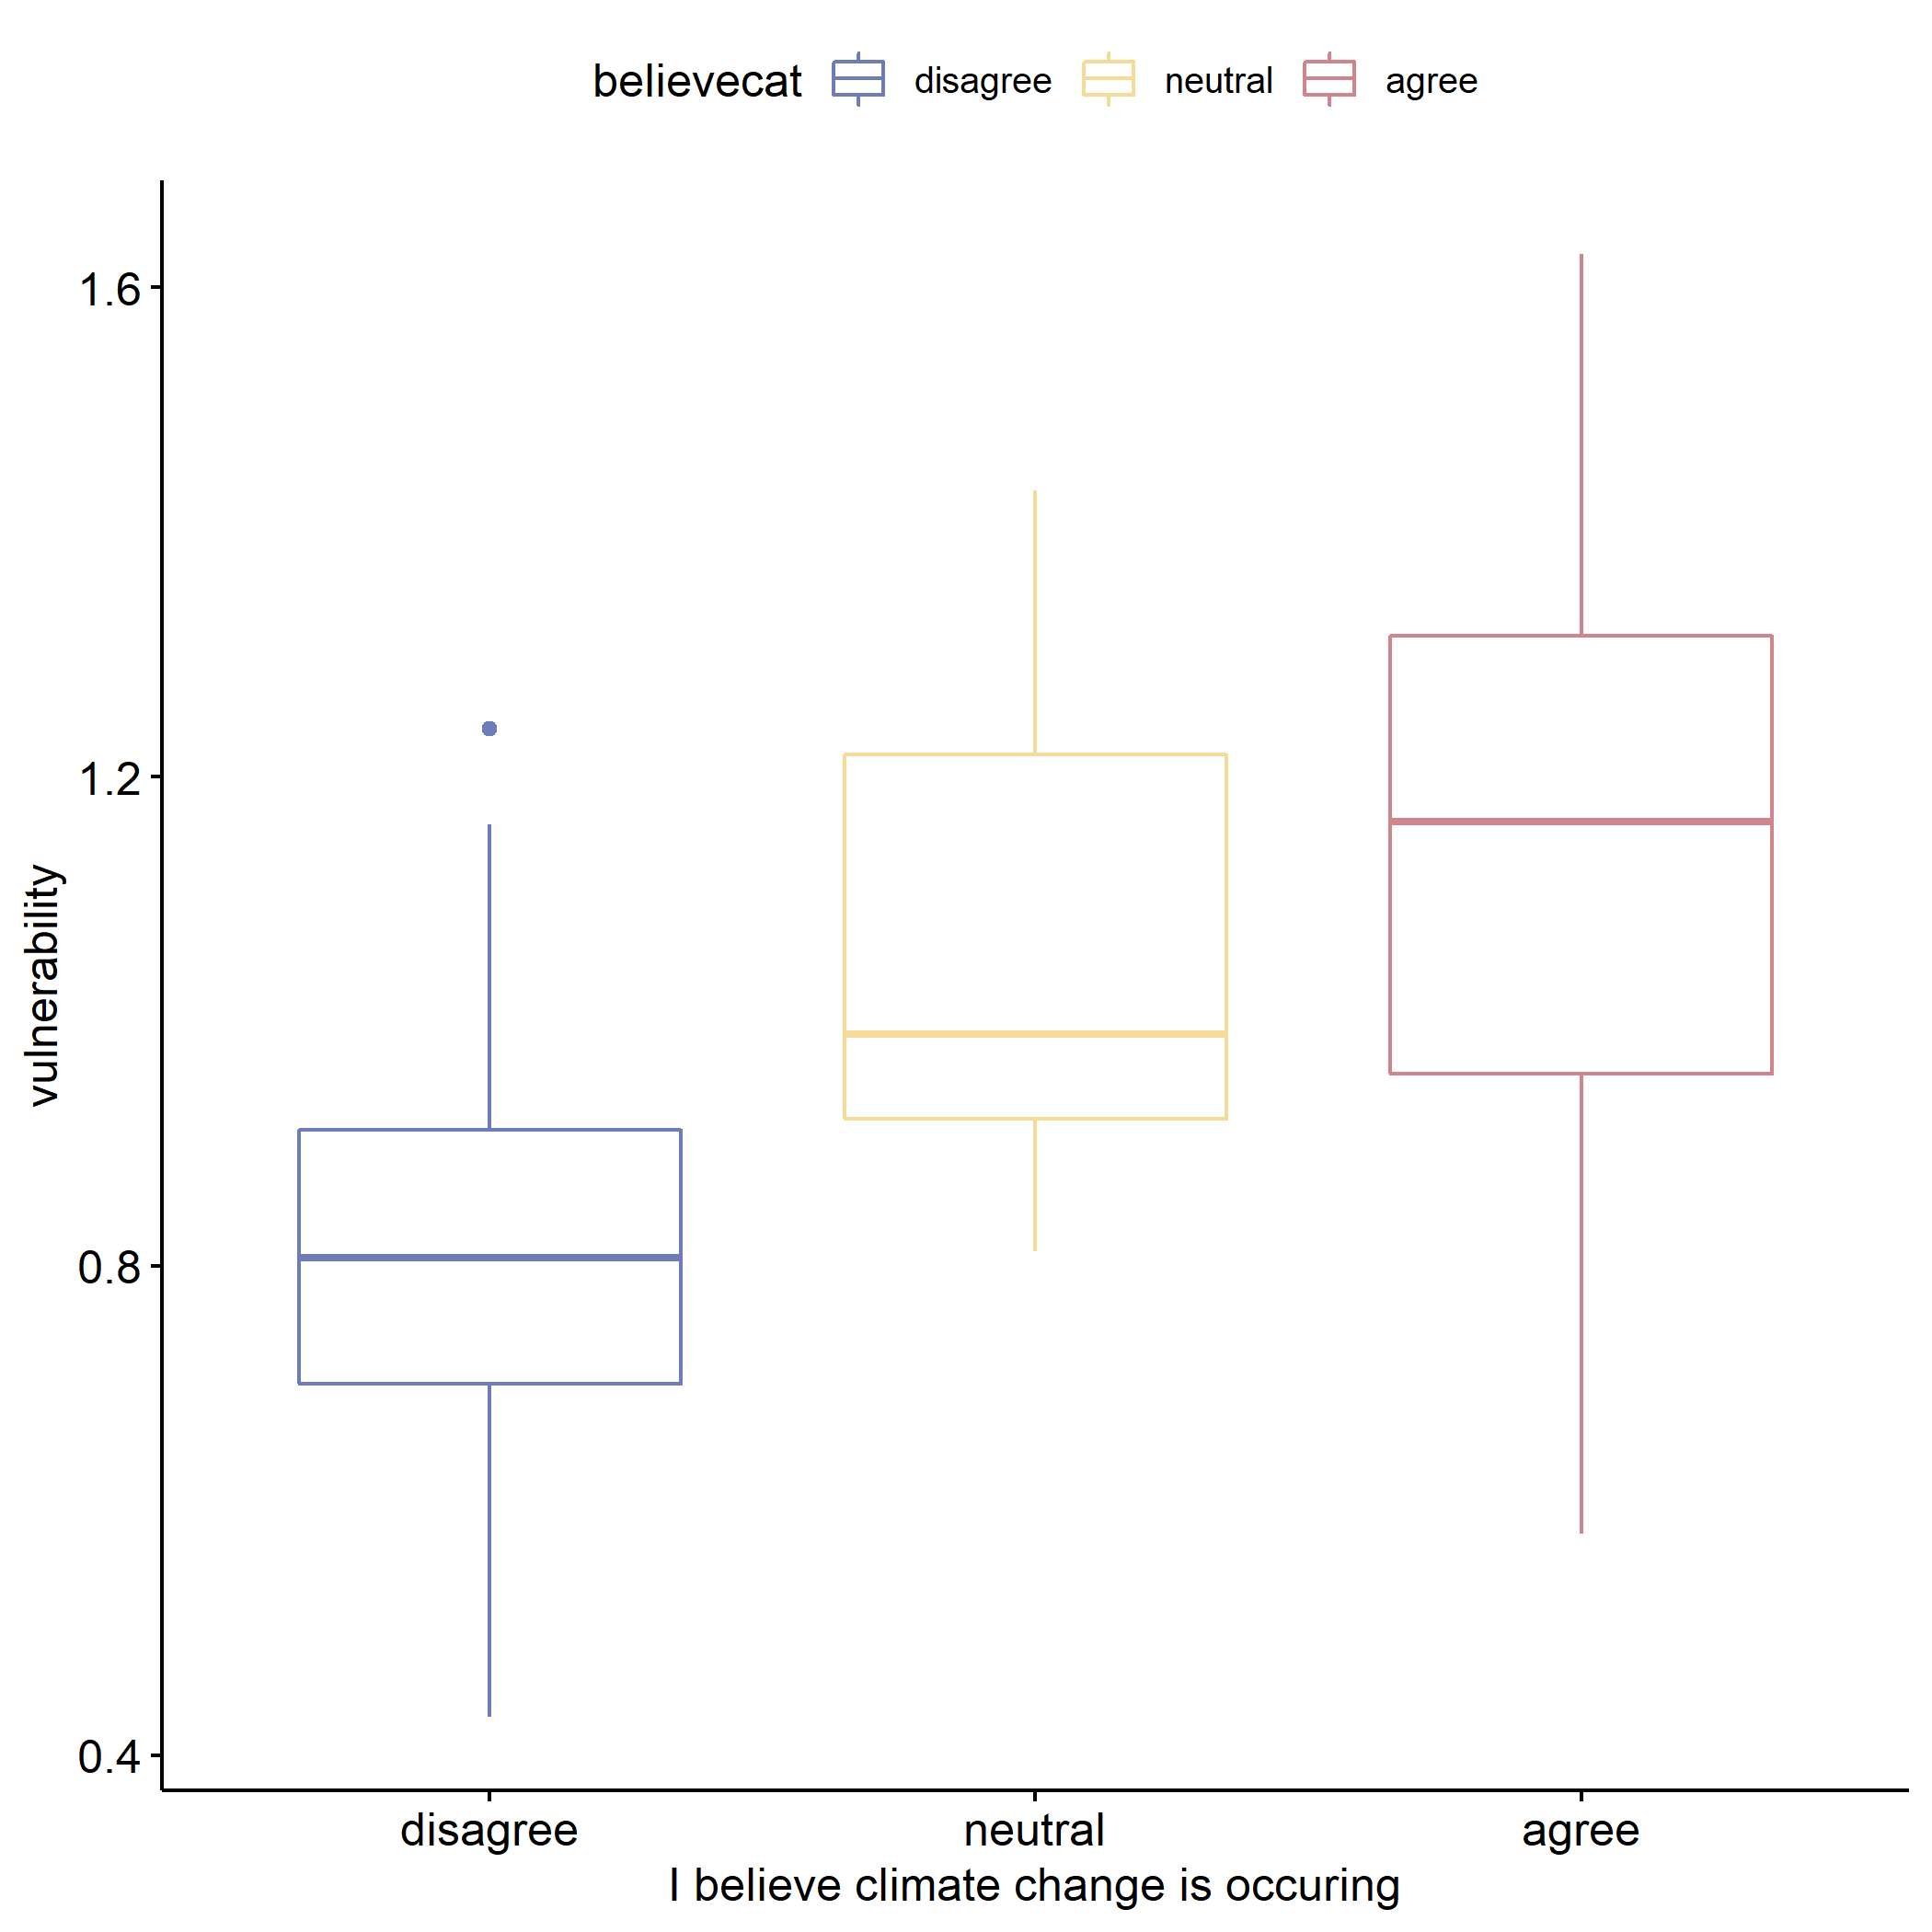 believecat disagree neutral agree
1.6
1.2
0.8
0.4
vulnerability
disagree neutral agree
I believe climate change is occuring